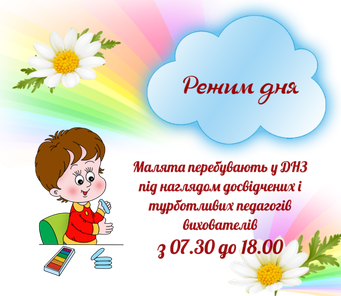 Режим дня
Малята перебувають у ДНЗ
під наглядом досвідчених і
турботливих педагогів
вихователів
з 07.30 до 18.00